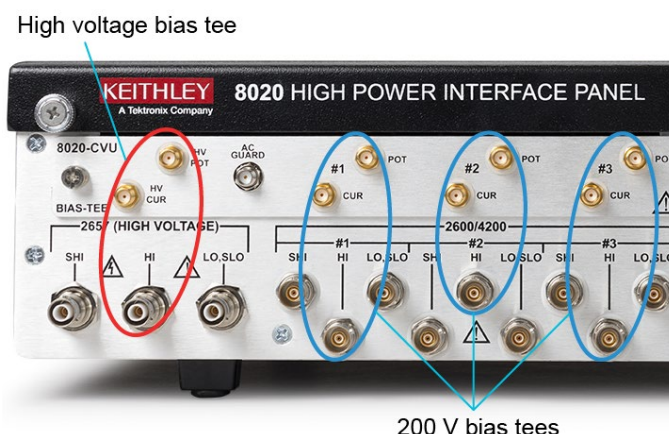 High voltage bias tee
KEITHLEY
A Tektronix Company
8020 HIGH POWER INTERFACE PANEL
8020-CVU
HV
POT
AC
GUARD
#1
POT
#2
POT
#3
PO
HV
CUR
CUR
CUR
CUR
BIAS-TEE
2657 (HIGH VOLTAGE)
2600/4200
#1
#2
#3
SHI
HI
LO,SLO
SHI
HI
LO,SLO
SHI
HI
LO,SLO
SHI
HI
LO,SLO
200 V bias tees